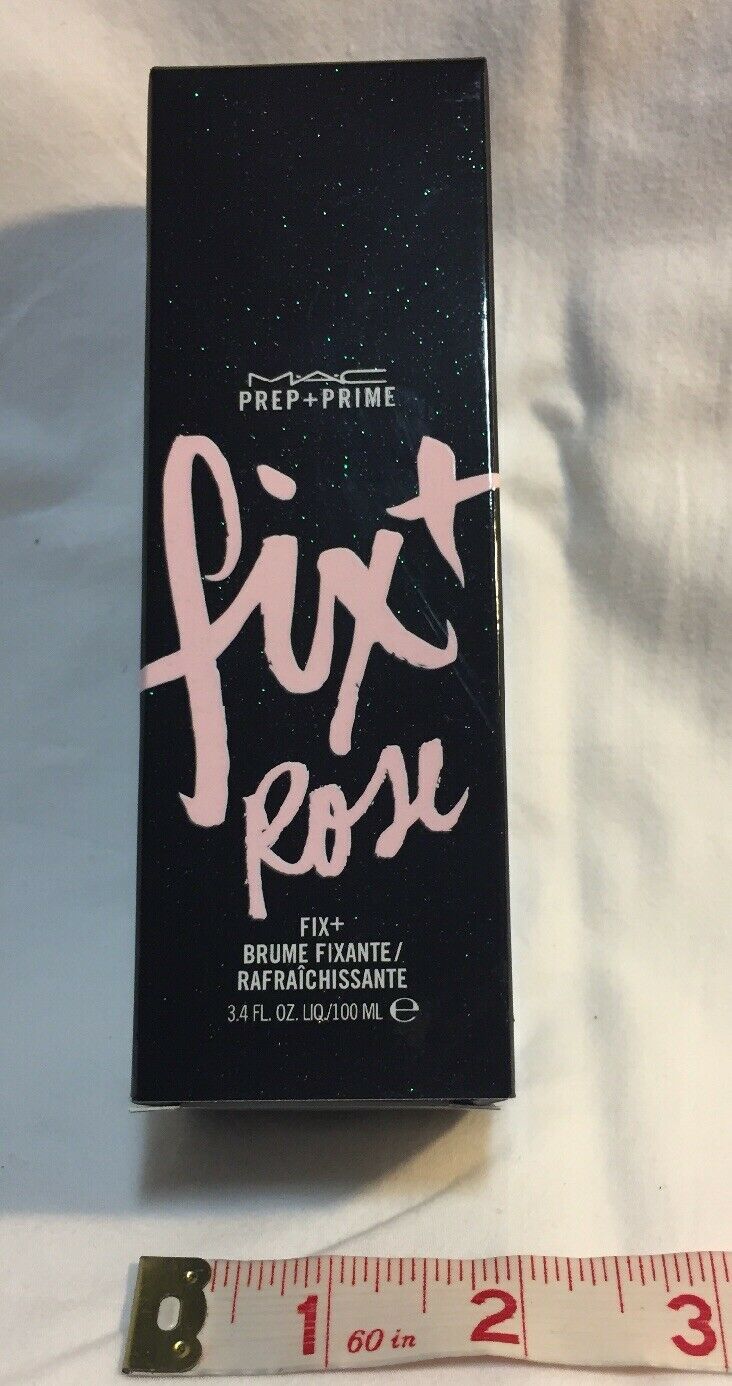 MAC
PREP+PRIME
fix+
Rose
FIX+
BRUME FIXANTE/
RAFRAÎCHISSANTE
3.4 FL. OZ. LIQ./100 ML ℮
1 60 in 2 3